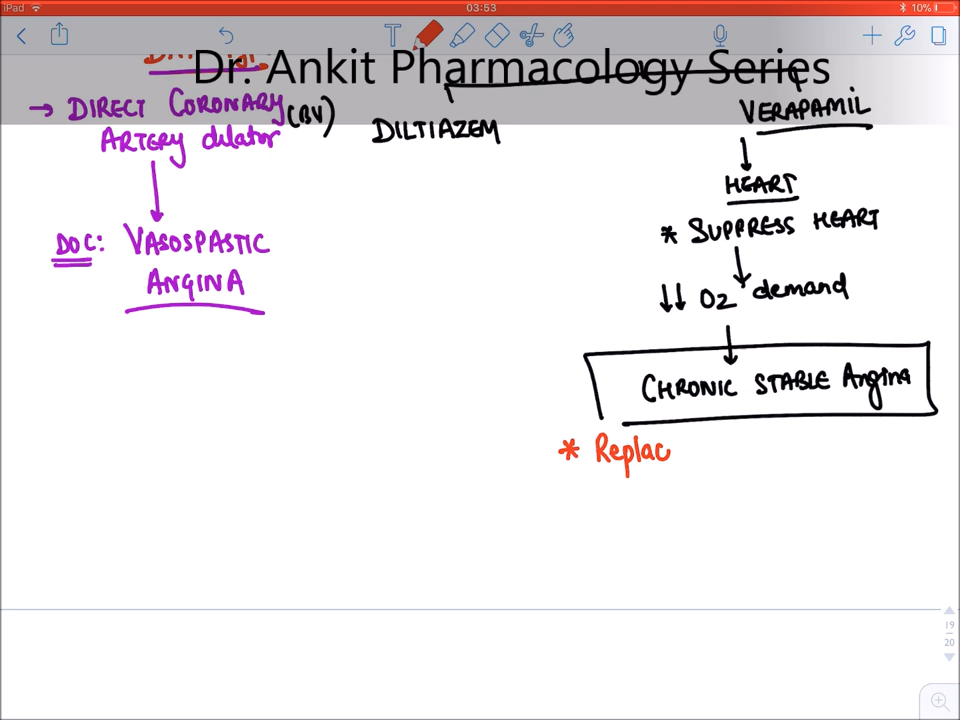 iPad
03:53
10%
Dr. Ankit Pharmacology Series
→ DIRECT CORONARY (BV)
ARTERY dilator
DOC: VASOSPASTIC
ANGINA
DILTIAZEM
VERAPAMIL
HEART
* SUPPRESS HEART
↓↓ O2 demand
CHRONIC STABLE Angina
* Replac
19
20